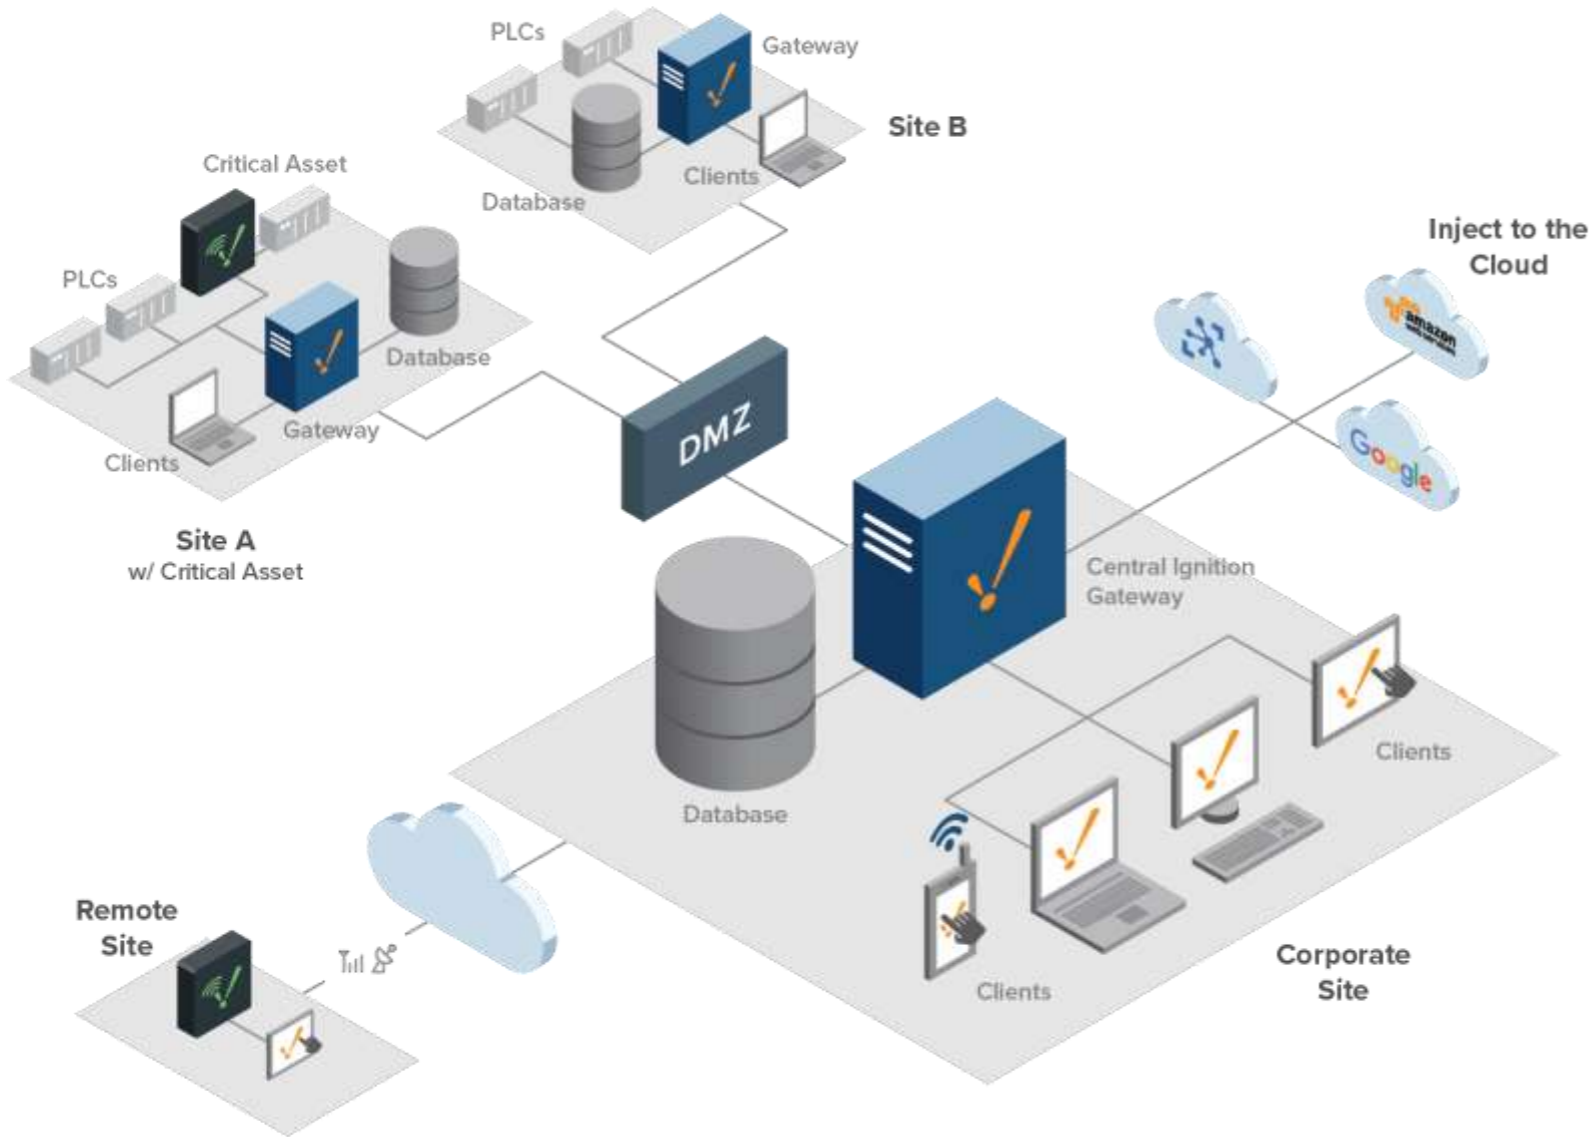 PLCs
Gateway
Site B
Clients
Database
Critical Asset
PLCs
Database
Gateway
Clients
Site A
w/ Critical Asset
DMZ
Inject to the
Cloud
amazon
Google
Central Ignition
Gateway
Clients
Database
Clients
Remote
Site
Corporate
Site